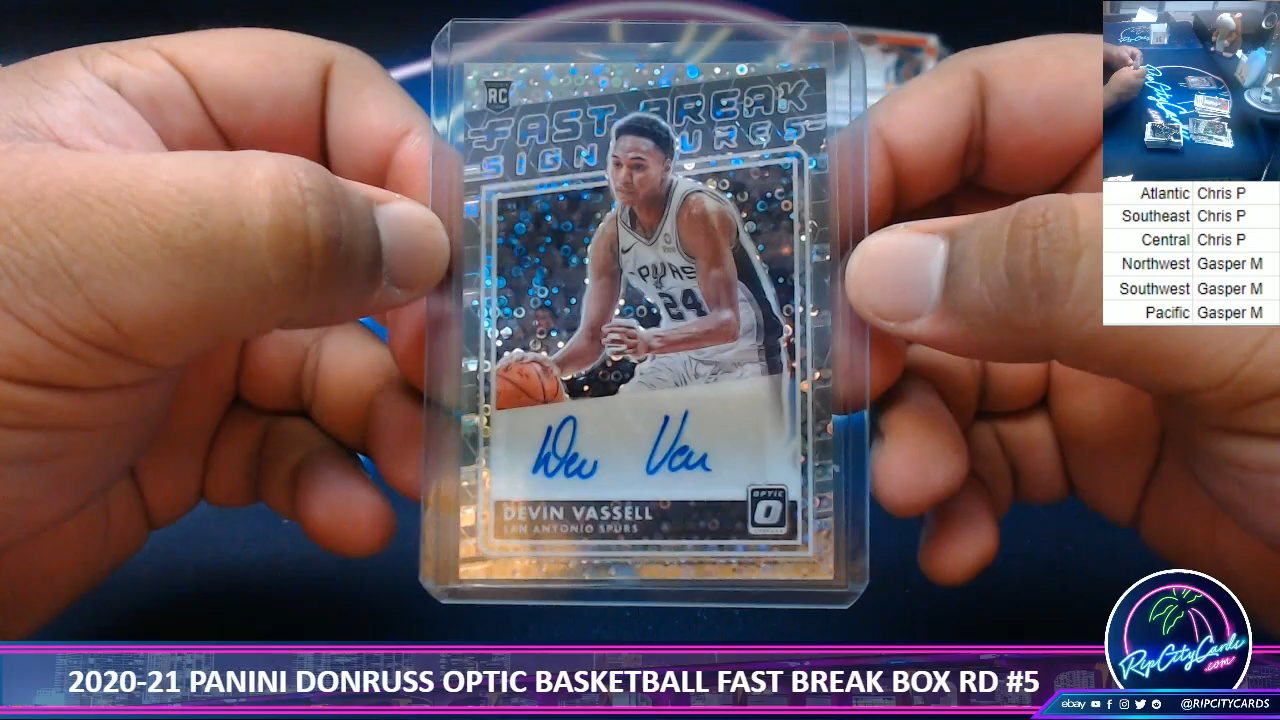 RC
FAST BREAK
SIGNATURES
SPURS
24
Dev Van
OPTIC
DEVIN VASSELL
SAN ANTONIO SPURS
Atlantic Chris P
Southeast Chris P
Central Chris P
Northwest Gasper M
Southwest Gasper M
Pacific Gasper M
RipCityCards
.com
2020-21 PANINI DONRUSS OPTIC BASKETBALL FAST BREAK BOX RD #5
ebay @RIPCITYCARDS